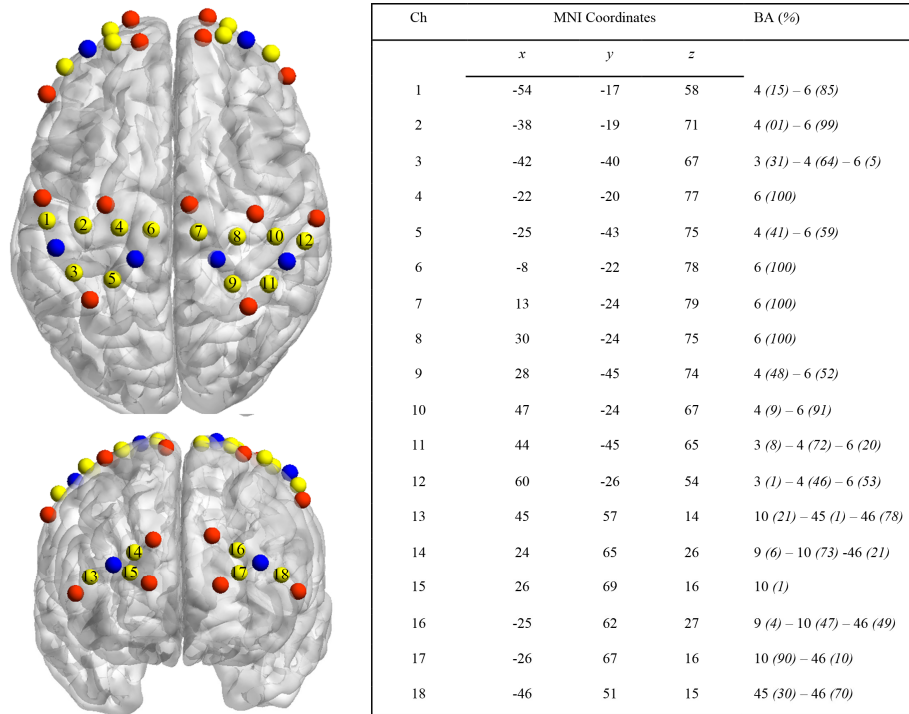 1
2
4
6
7
8
10
12
3
5
9
11
14
16
13
15
17
18
Ch MNI Coordinates BA (%)
x y z
1 -54 -17 58 4 (15) – 6 (85)
2 -38 -19 71 4 (01) – 6 (99)
3 -42 -40 67 3 (31) – 4 (64) – 6 (5)
4 -22 -20 77 6 (100)
5 -25 -43 75 4 (41) – 6 (59)
6 -8 -22 78 6 (100)
7 13 -24 79 6 (100)
8 30 -24 75 6 (100)
9 28 -45 74 4 (48) – 6 (52)
10 47 -24 67 4 (9) – 6 (91)
11 44 -45 65 3 (8) – 4 (72) – 6 (20)
12 60 -26 54 3 (1) – 4 (46) – 6 (53)
13 45 57 14 10 (21) – 45 (1) – 46 (78)
14 24 65 26 9 (6) – 10 (73) -46 (21)
15 26 69 16 10 (1)
16 -25 62 27 9 (4) – 10 (47) – 46 (49)
17 -26 67 16 10 (90) – 46 (10)
18 -46 51 15 45 (30) – 46 (70)